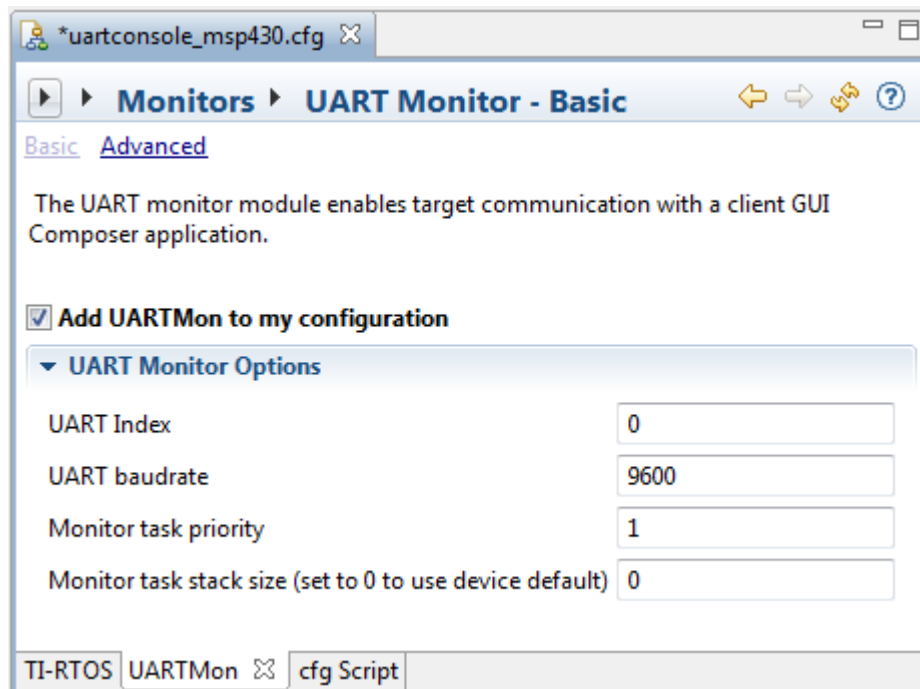 *uartconsole_msp430.cfg
Monitors UART Monitor - Basic
Basic Advanced
The UART monitor module enables target communication with a client GUI
Composer application.
Add UARTMon to my configuration
UART Monitor Options
UART Index 0
UART baudrate 9600
Monitor task priority 1
Monitor task stack size (set to 0 to use device default) 0
TI-RTOS UARTMon cfg Script